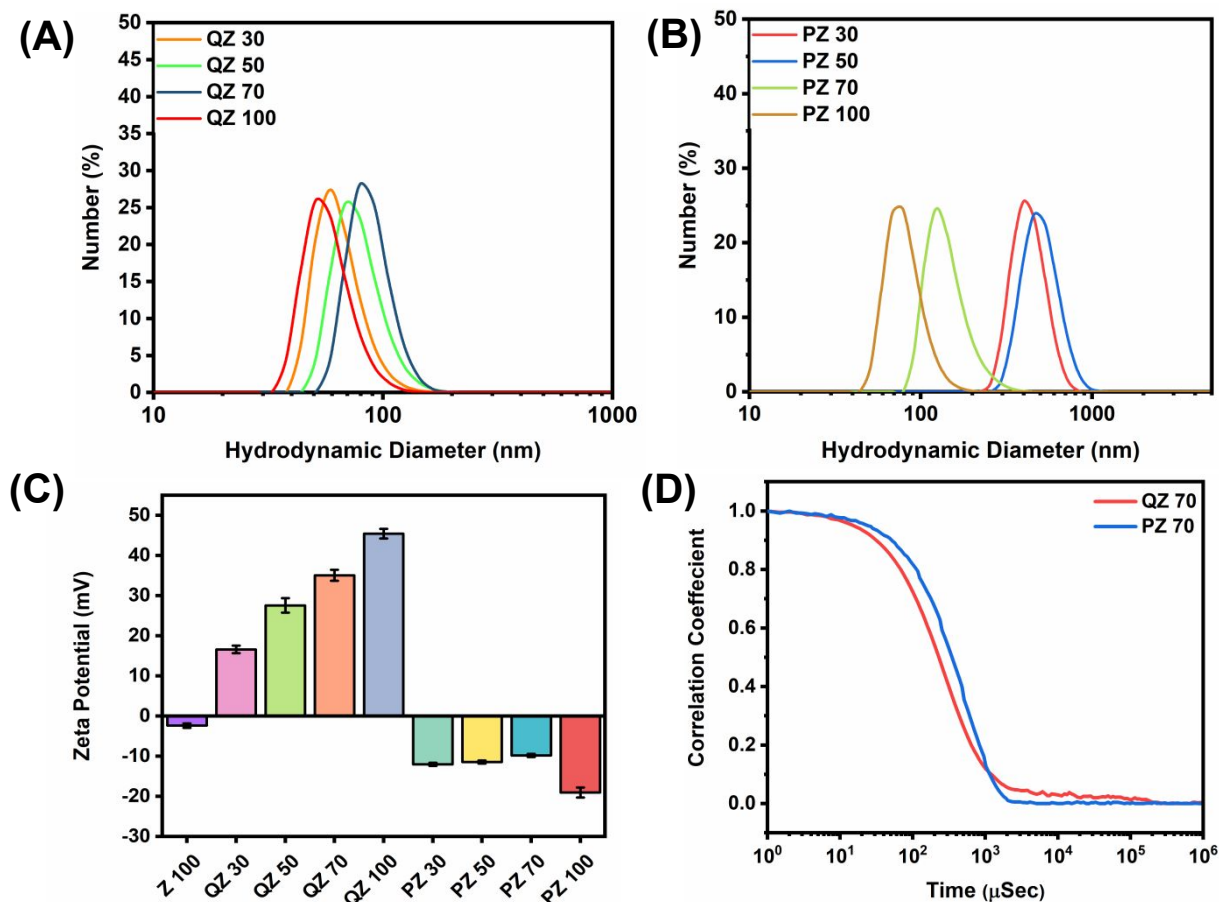 (A)
50
45
40
35
30
25
20
15
10
5
0
Number (%)
QZ 30
QZ 50
QZ 70
QZ 100
10
100
1000
Hydrodynamic Diameter (nm)
(B)
50
40
30
20
10
0
Number (%)
PZ 30
PZ 50
PZ 70
PZ 100
10
100
1000
Hydrodynamic Diameter (nm)
(C)
50
40
30
20
10
0
-10
-20
-30
Zeta Potential (mV)
Z 100
QZ 30
QZ 50
QZ 70
QZ 100
PZ 30
PZ 50
PZ 70
PZ 100
(D)
1.0
0.8
0.6
0.4
0.2
0.0
Correlation Coeffecient
QZ 70
PZ 70
10⁰
10¹
10²
10³
10⁴
10⁵
10⁶
Time (μSec)